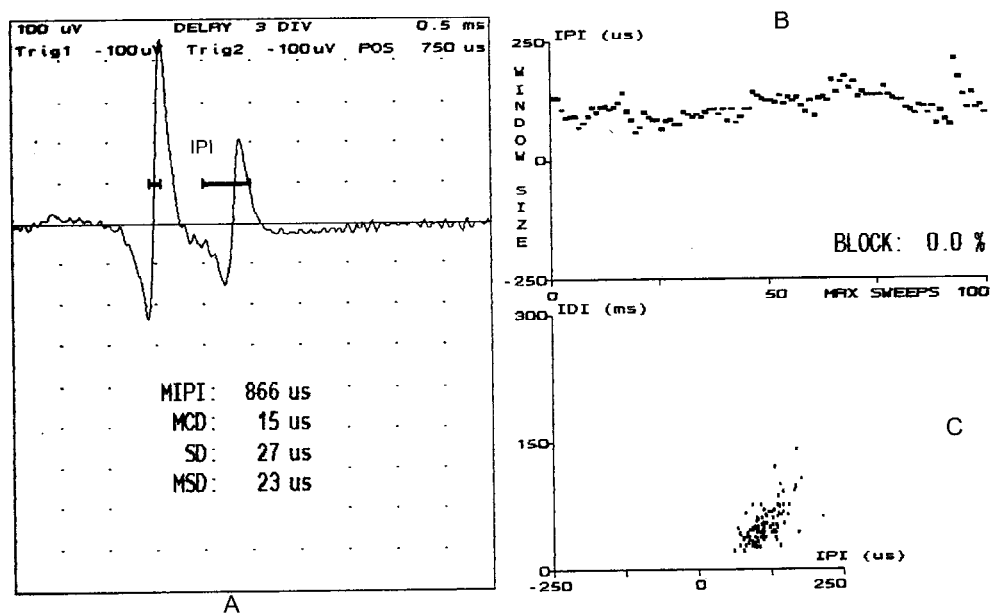 100 uV DELAY 3 DIV 0.5 ms
Trig1 -100uV Trig2 -100uV POS 750 us
IPI
MIPI: 866 us
MCD: 15 us
SD: 27 us
MSD: 23 us
A
B
IPI (us)
250
0
-250
WINDOW SIZE
BLOCK: 0.0 %
0 50 MAX SWEEPS 100
IDI (ms)
300
150
0
C
IPI (us)
-250 0 250